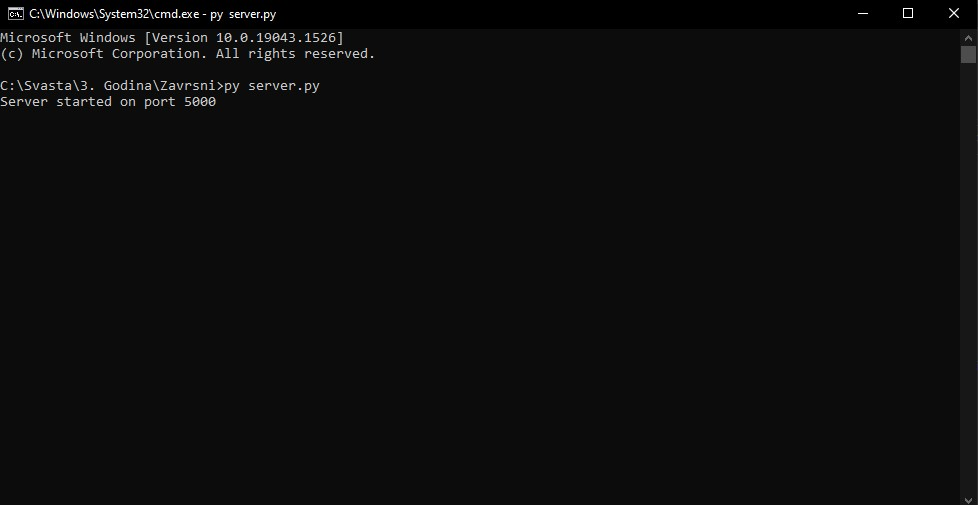 C:\Windows\System32\cmd.exe - py  server.py
Microsoft Windows [Version 10.0.19043.1526]
(c) Microsoft Corporation. All rights reserved.
C:\Svasta\3. Godina\Zavrsni>py server.py
Server started on port 5000